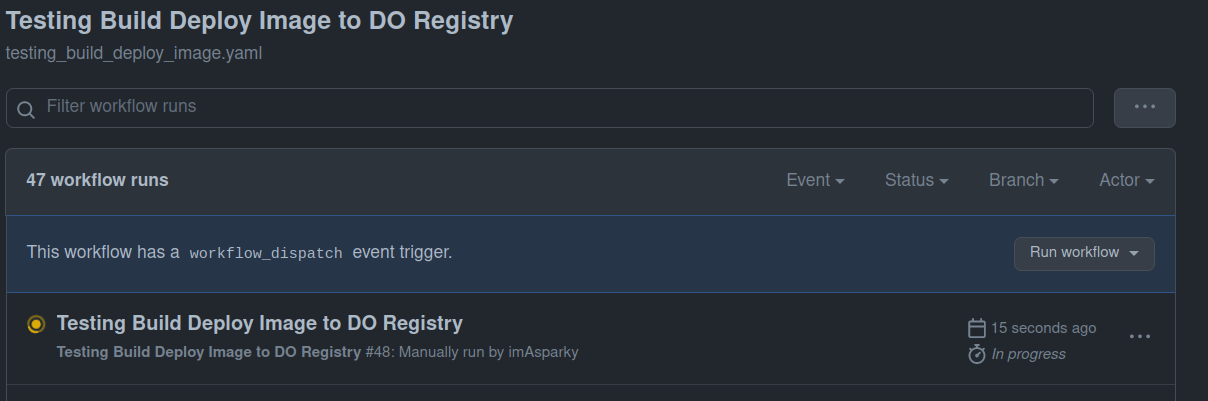 Testing Build Deploy Image to DO Registry
testing_build_deploy_image.yaml
Filter workflow runs
47 workflow runs Event Status Branch Actor
This workflow has a workflow_dispatch event trigger. Run workflow
Testing Build Deploy Image to DO Registry 15 seconds ago
Testing Build Deploy Image to DO Registry #48: Manually run by imAsparky In progress